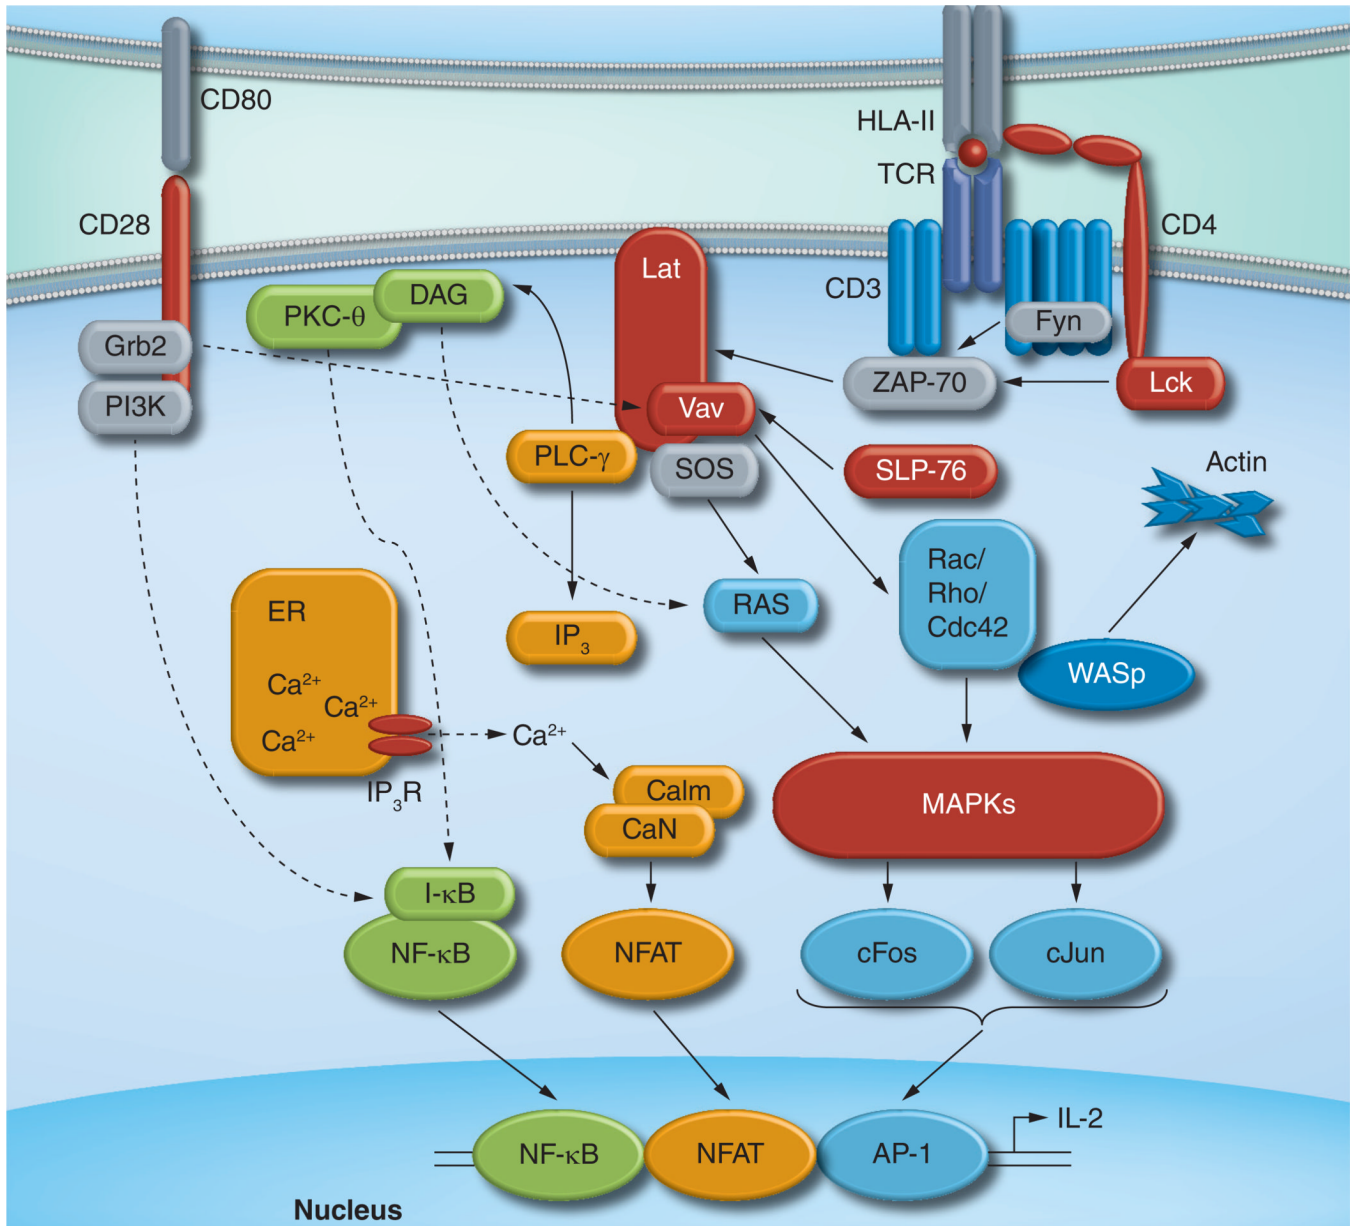 CD80
HLA-II
TCR
CD28
CD4
Lat
DAG
CD3
PKC-θ
Fyn
Grb2
ZAP-70
Lck
PI3K
Vav
PLC-γ
SOS
SLP-76
Actin
Rac/
Rho/
Cdc42
ER
RAS
IP₃
WASp
Ca²⁺
Ca²⁺
Ca²⁺
Ca²⁺
IP₃R
Calm
MAPKs
CaN
I-κB
NF-κB
NFAT
cFos
cJun
IL-2
NF-κB
NFAT
AP-1
Nucleus